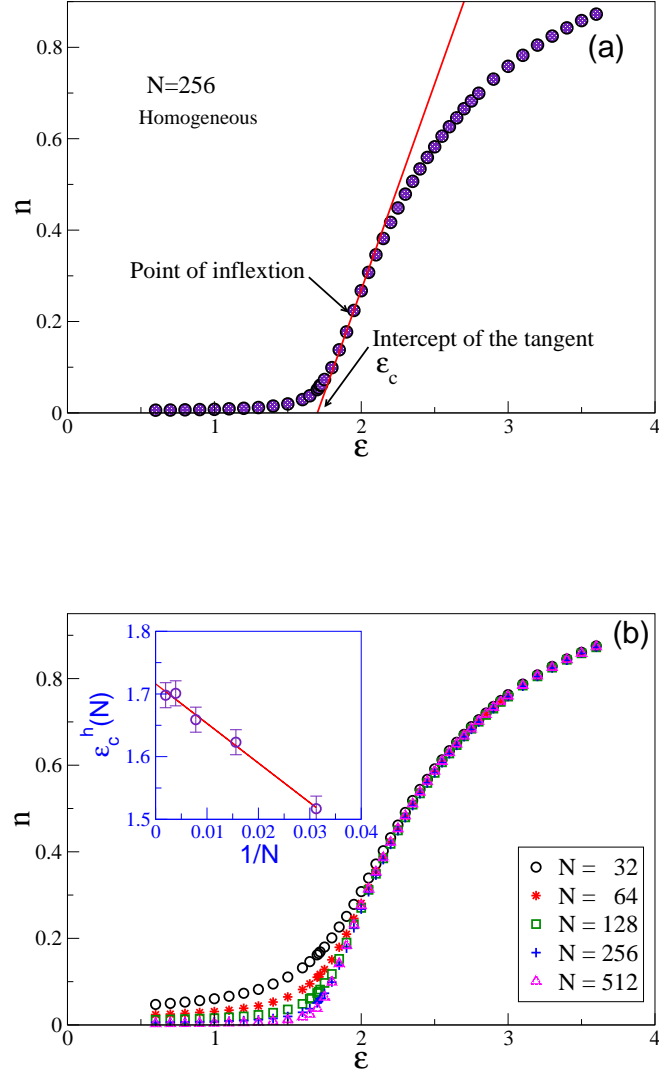 (a)
N=256
Homogeneous
n
0.8
0.6
0.4
0.2
0
Point of inflextion
Intercept of the tangent
ε_c
0 1 2 3 4
ε
(b)
n
0.8
0.6
0.4
0.2
0
1.8
1.7
1.6
1.5
ε_c^h(N)
0 0.01 0.02 0.03 0.04
1/N
N = 32
N = 64
N = 128
N = 256
N = 512
0 1 2 3 4
ε